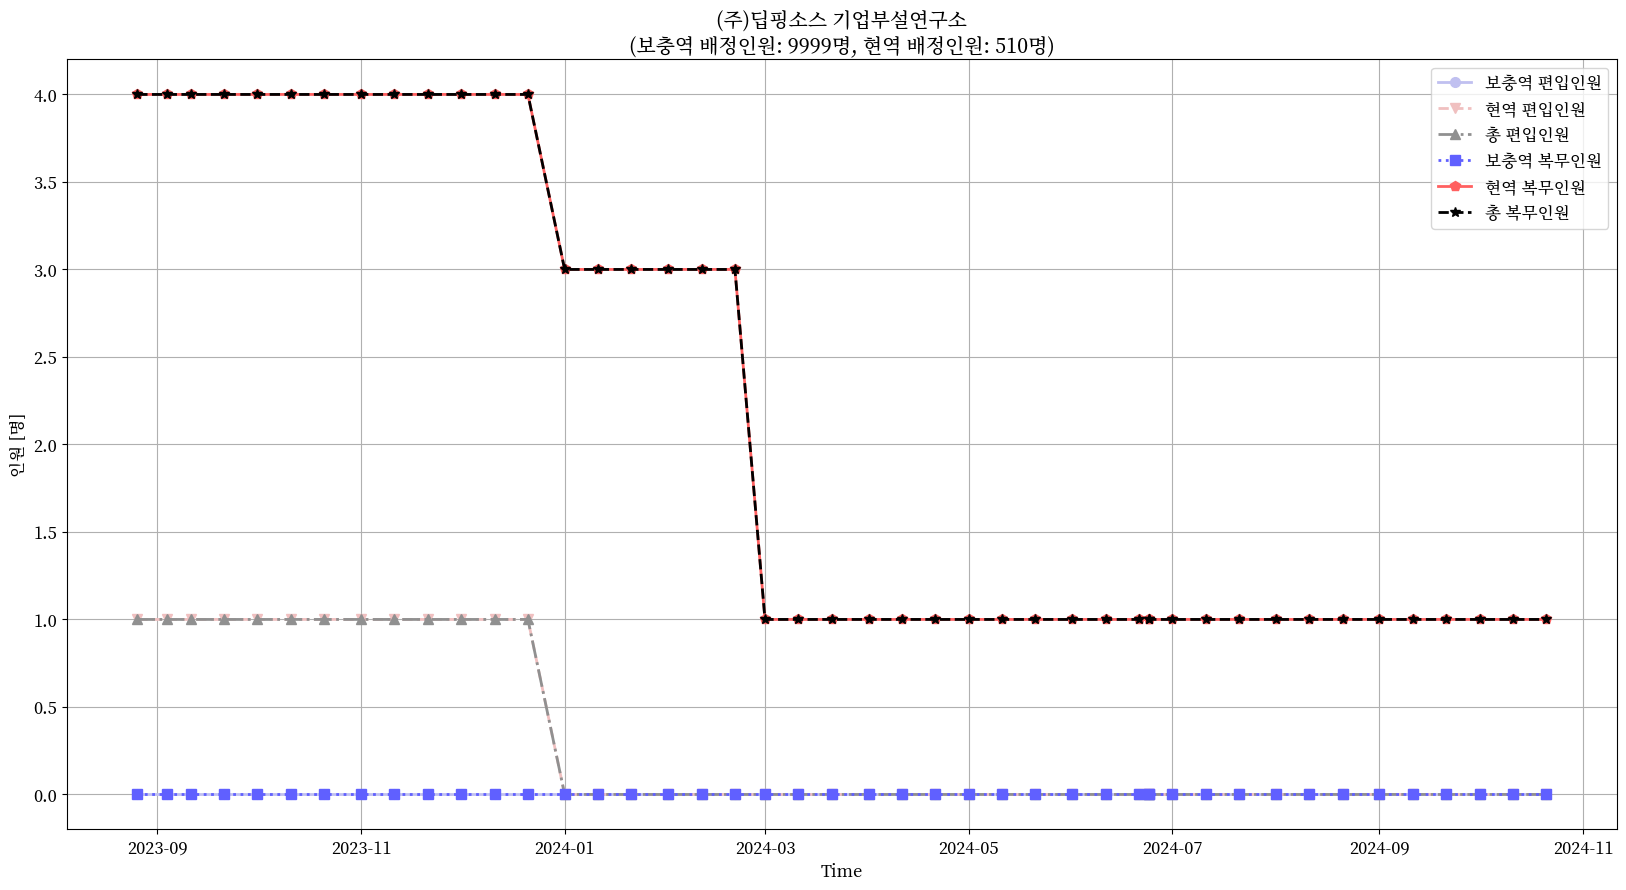 (주)딥핑소스 기업부설연구소
(보충역 배정인원: 9999명, 현역 배정인원: 510명)
보충역 편입인원
현역 편입인원
총 편입인원
보충역 복무인원
현역 복무인원
총 복무인원
인원 [명]
4.0
3.5
3.0
2.5
2.0
1.5
1.0
0.5
0.0
2023-09 2023-11 2024-01 2024-03 2024-05 2024-07 2024-09 2024-11
Time